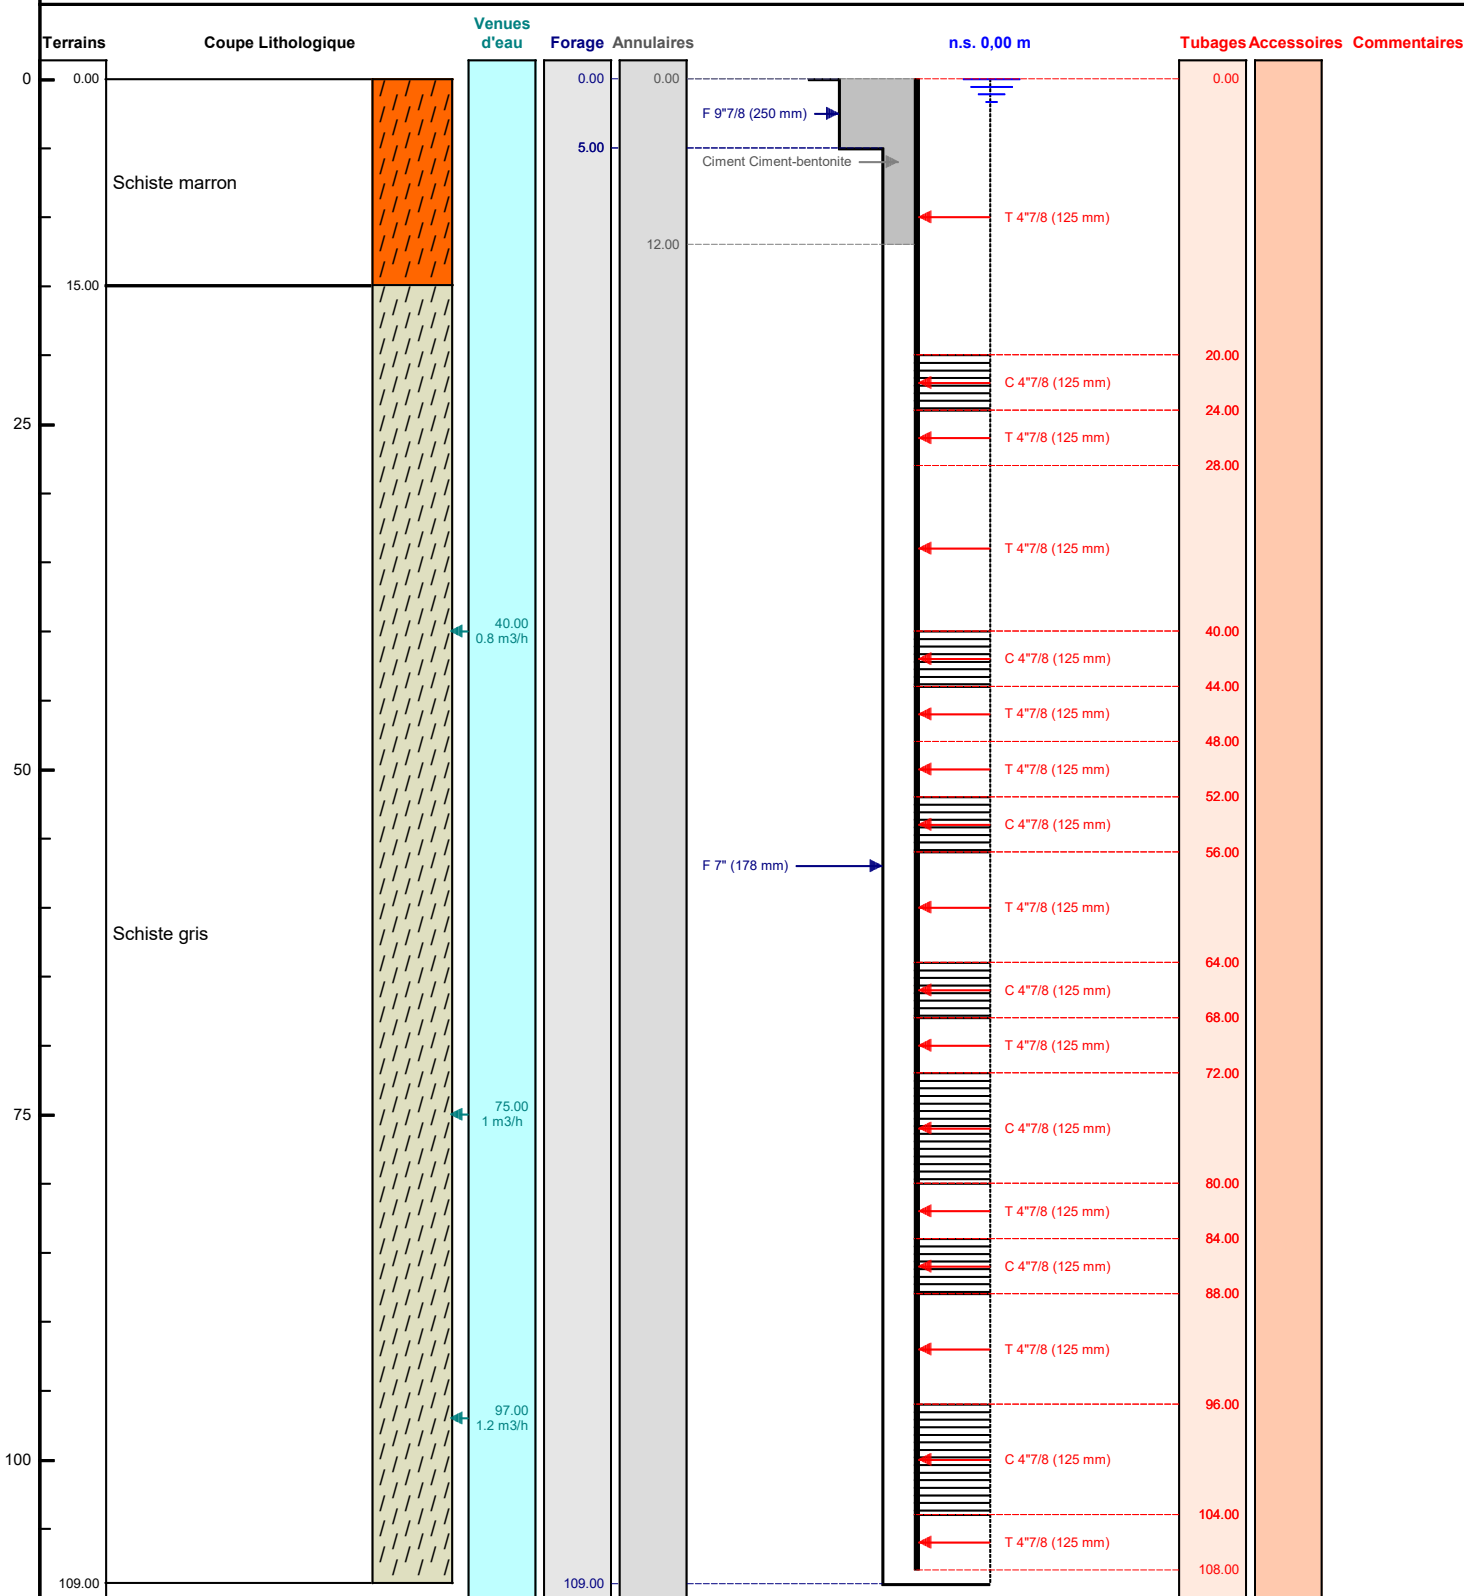 Venues
Terrains Coupe Lithologique d'eau Forage Annulaires n.s. 0,00 m Tubages Accessoires Commentaires
0 0.00 0.00 0.00 0.00
F 9"7/8 (250 mm)
5.00
Ciment Ciment-bentonite
Schiste marron
T 4"7/8 (125 mm)
12.00
15.00
20.00
C 4"7/8 (125 mm)
24.00
25
T 4"7/8 (125 mm)
28.00
T 4"7/8 (125 mm)
40.00 40.00
0.8 m3/h
C 4"7/8 (125 mm)
44.00
T 4"7/8 (125 mm)
48.00
50 T 4"7/8 (125 mm)
52.00
C 4"7/8 (125 mm)
56.00
F 7" (178 mm)
T 4"7/8 (125 mm)
Schiste gris
64.00
C 4"7/8 (125 mm)
68.00
T 4"7/8 (125 mm)
72.00
75.00
75
1 m3/h
C 4"7/8 (125 mm)
80.00
T 4"7/8 (125 mm)
84.00
C 4"7/8 (125 mm)
88.00
T 4"7/8 (125 mm)
96.00
97.00
1.2 m3/h
100 C 4"7/8 (125 mm)
104.00
T 4"7/8 (125 mm)
108.00
109.00 109.00